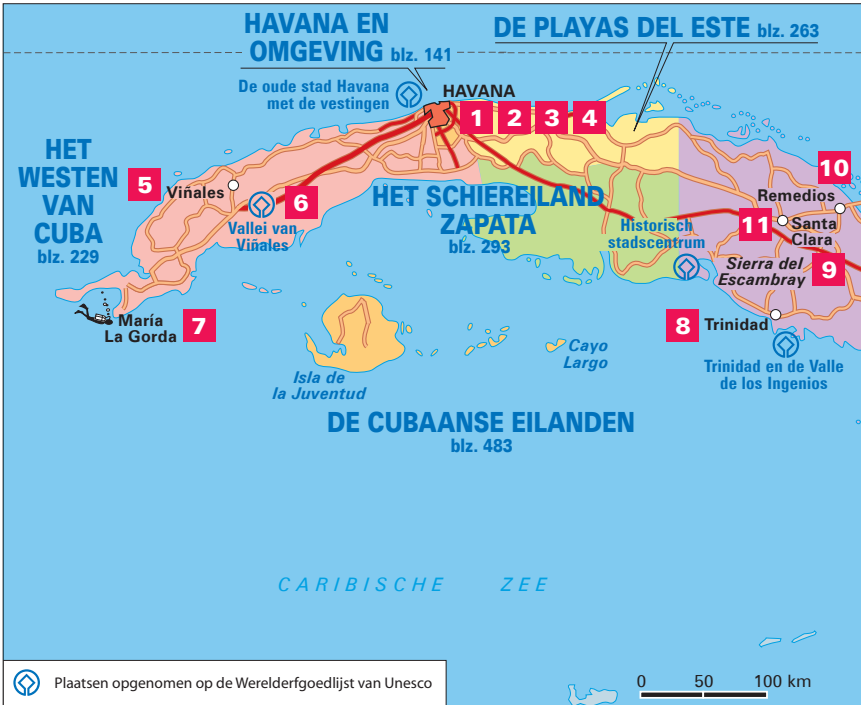 HAVANA EN
OMGEVING blz. 141
DE PLAYAS DEL ESTE blz. 263
De oude stad Havana
met de vestingen
HAVANA
1 2 3 4
HET
WESTEN
VAN
CUBA
blz. 229
5
Viñales
6
Vallei van
Viñales
HET SCHIEREILAND
ZAPATA
blz. 293
Historisch
stadscentrum
10
Remedios
11
Santa
Clara
Sierra del
Escambray
9
María
La Gorda
7
8
Trinidad
Trinidad en de Valle
de los Ingenios
Isla de
la Juventud
Cayo
Largo
DE CUBAANSE EILANDEN
blz. 483
CARIBISCHE ZEE
Plaatsen opgenomen op de Werelderfgoedlijst van Unesco
0 50 100 km